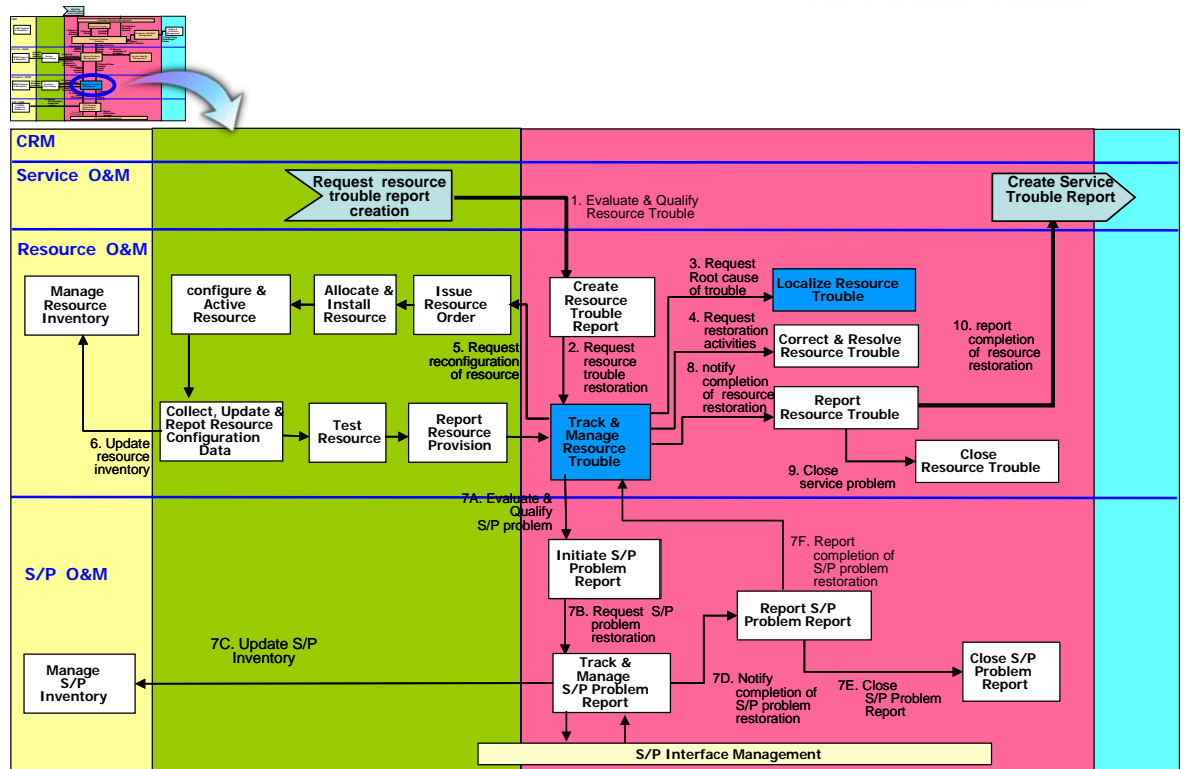 CRM
Service O&M
Request resource
trouble report
creation
1. Evaluate & Qualify
Resource Trouble
Create Service
Trouble Report
Resource O&M
Manage
Resource
Inventory
configure &
Active
Resource
Allocate &
Install
Resource
Issue
Resource
Order
Create
Resource
Trouble
Report
3. Request
Root cause
of trouble
Localize Resource
Trouble
4. Request
restoration
activities
Correct & Resolve
Resource Trouble
10. report
completion
of resource
restoration
5. Request
reconfiguration
of resource
2. Request
resource
trouble
restoration
8. notify
completion
of resource
restoration
Report
Resource Trouble
6. Update
resource
inventory
Collect, Update &
Repot Resource
Configuration
Data
Test
Resource
Report
Resource
Provision
Track &
Manage
Resource
Trouble
9. Close
service problem
Close
Resource Trouble
7A. Evaluate &
Qualify
S/P problem
S/P O&M
Initiate S/P
Problem
Report
7F. Report
completion of
S/P problem
restoration
7B. Request S/P
problem
restoration
Report S/P
Problem Report
7C. Update S/P
Inventory
Manage
S/P
Inventory
Track &
Manage
S/P Problem
Report
7D. Notify
completion of
S/P problem
restoration
7E. Close
S/P Problem
Report
Close S/P
Problem
Report
S/P Interface Management